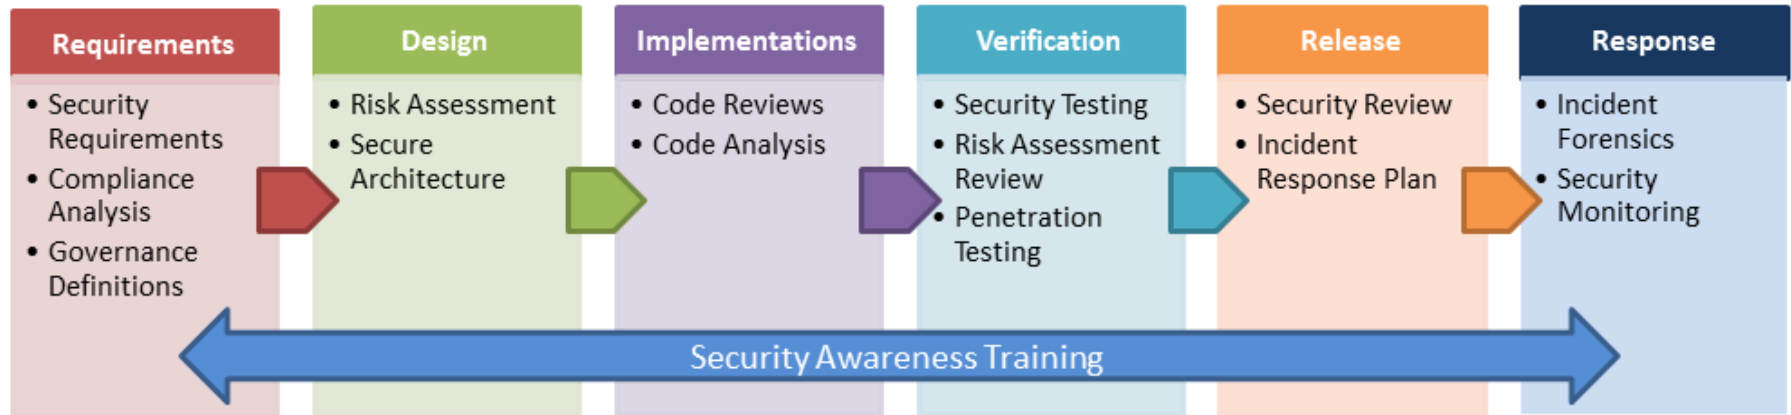 Requirements
• Security
Requirements
• Compliance
Analysis
• Governance
Definitions
Design
• Risk Assessment
• Secure
Architecture
Implementations
• Code Reviews
• Code Analysis
Verification
• Security Testing
• Risk Assessment
Review
• Penetration
Testing
Release
• Security Review
• Incident
Response Plan
Response
• Incident
Forensics
• Security
Monitoring
Security Awareness Training